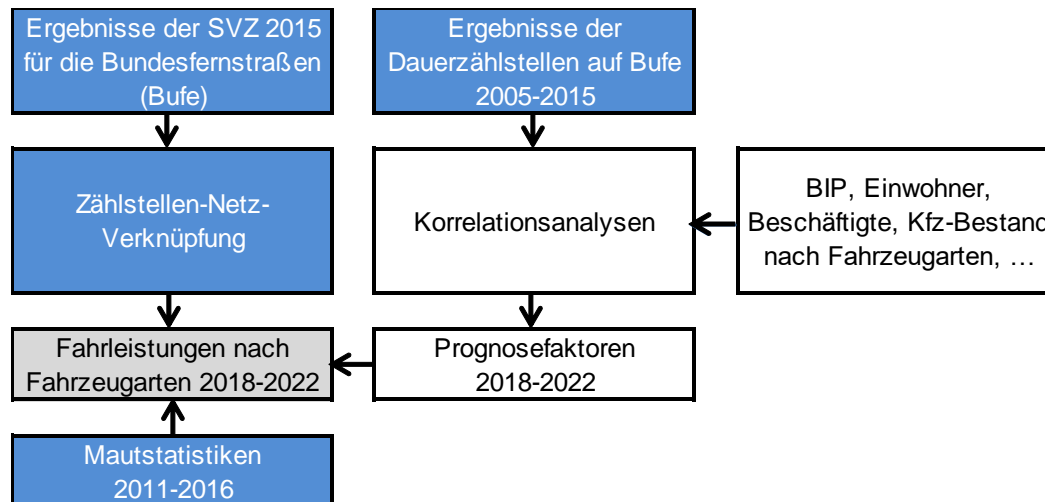 Ergebnisse der SVZ 2015
für die Bundesfernstraßen
(Bufe)
Ergebnisse der
Dauerzählstellen auf Bufe
2005-2015
Zählstellen-Netz-
Verknüpfung
Korrelationsanalysen
BIP, Einwohner,
Beschäftigte, Kfz-Bestand
nach Fahrzeugarten, …
Fahrleistungen nach
Fahrzeugarten 2018-2022
Prognosefaktoren
2018-2022
Mautstatistiken
2011-2016